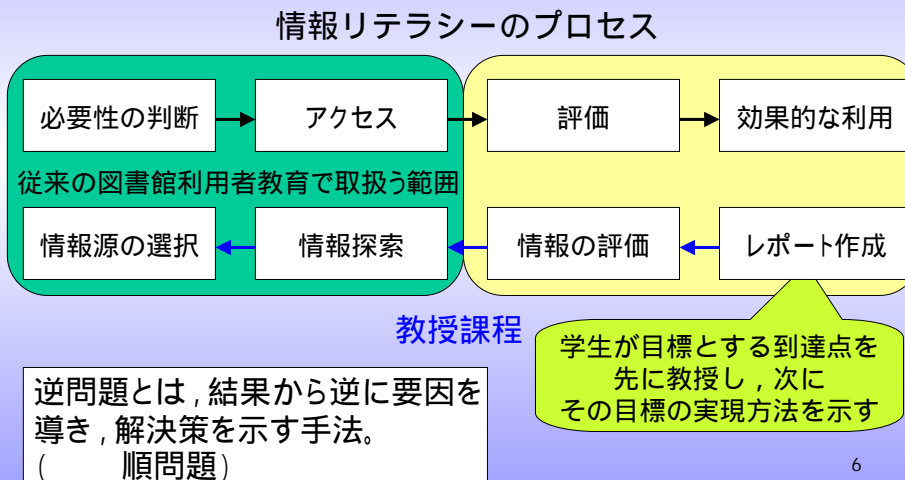 情報リテラシーのプロセス
必要性の判断
アクセス
評価
効果的な利用
従来の図書館利用者教育で取扱う範囲
情報源の選択
情報探索
情報の評価
レポート作成
教授課程
学生が目標とする到達点を
先に教授し,次に
その目標の実現方法を示す
逆問題とは,結果から逆に要因を
導き,解決策を示す手法。
(　　順問題)
6